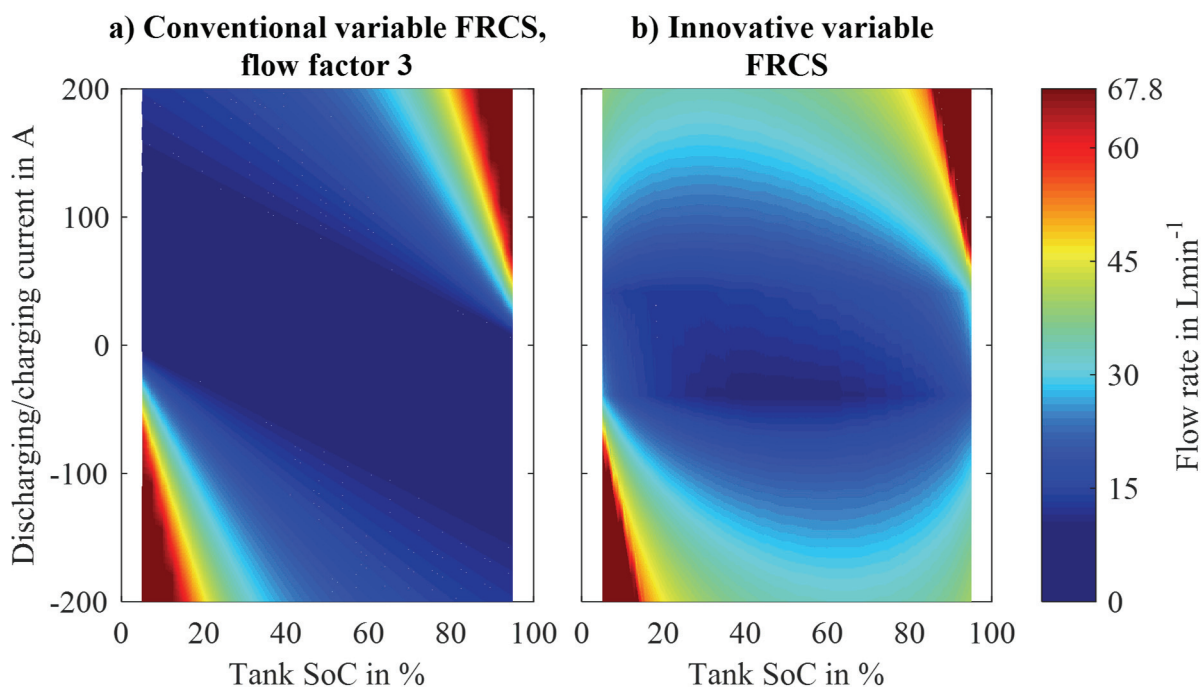 a) Conventional variable FRCS,
flow factor 3
b) Innovative variable
FRCS
Discharging/charging current in A
200
100
0
-100
-200
0
20
40
60
80
100
Tank SoC in %
0
20
40
60
80
100
Tank SoC in %
67.8
60
45
30
15
0
Flow rate in Lmin⁻¹